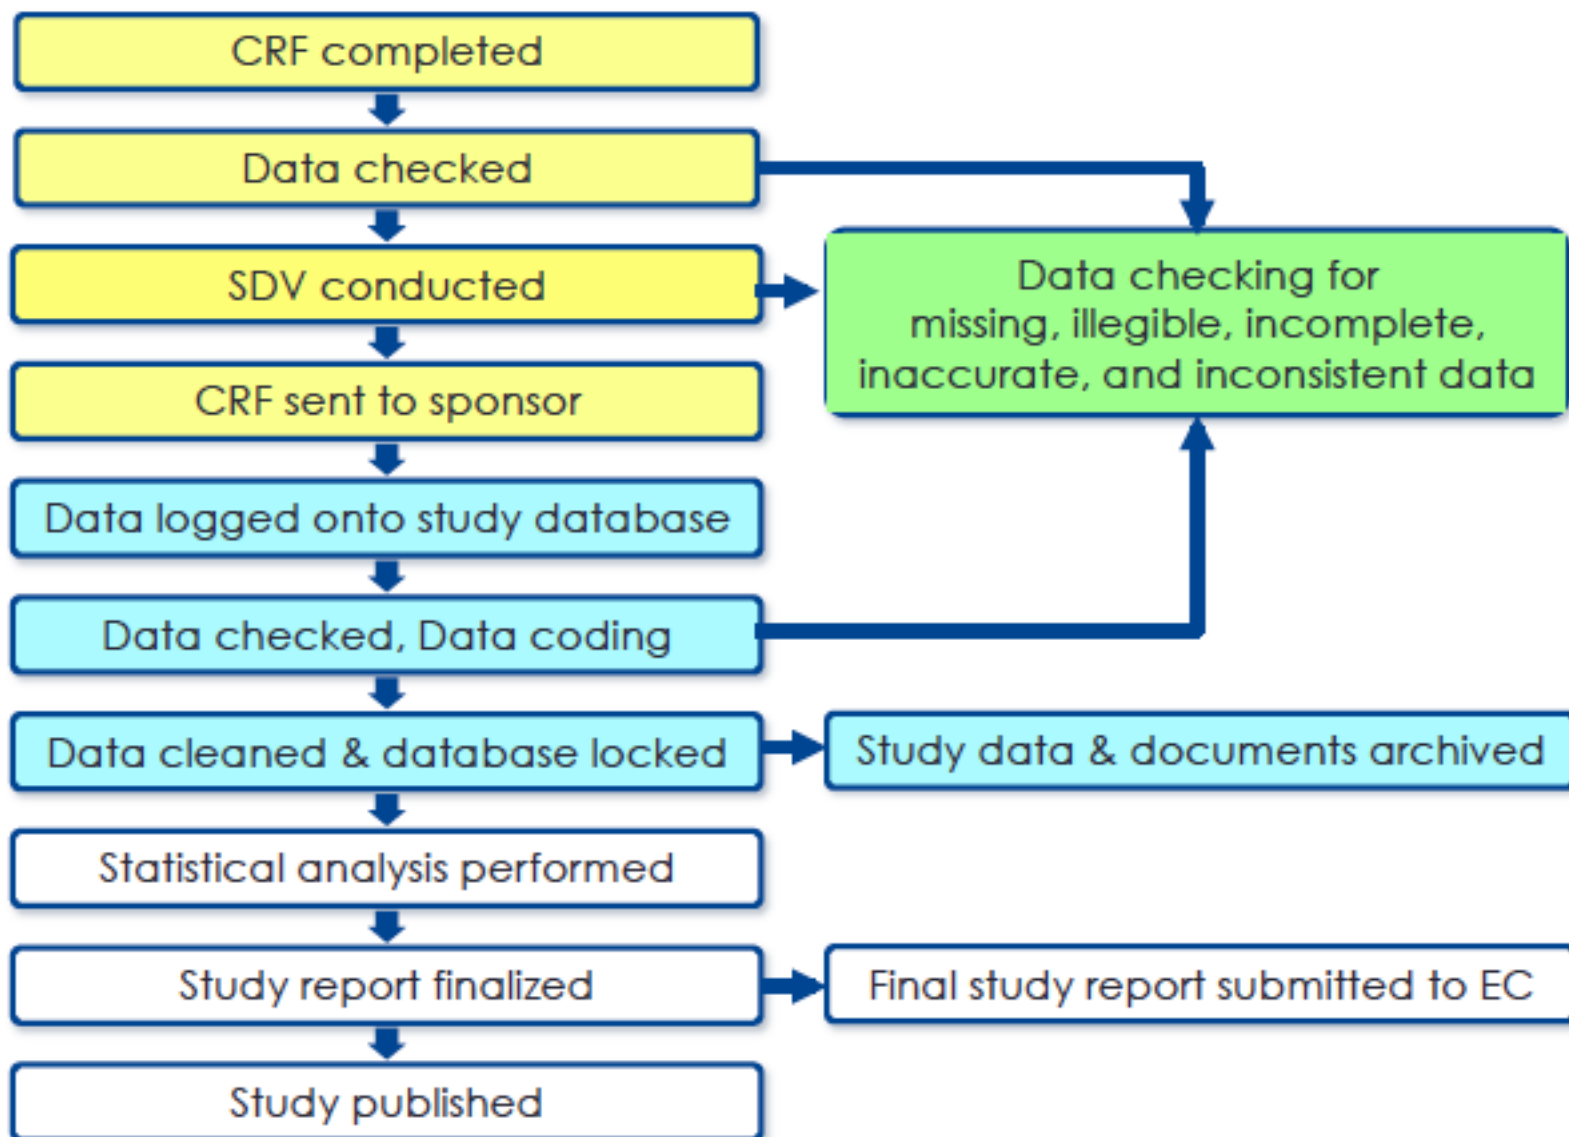 CRF completed
Data checked
SDV conducted
Data checking for
missing, illegible, incomplete,
inaccurate, and inconsistent data
CRF sent to sponsor
Data logged onto study database
Data checked, Data coding
Data cleaned & database locked
Study data & documents archived
Statistical analysis performed
Study report finalized
Final study report submitted to EC
Study published